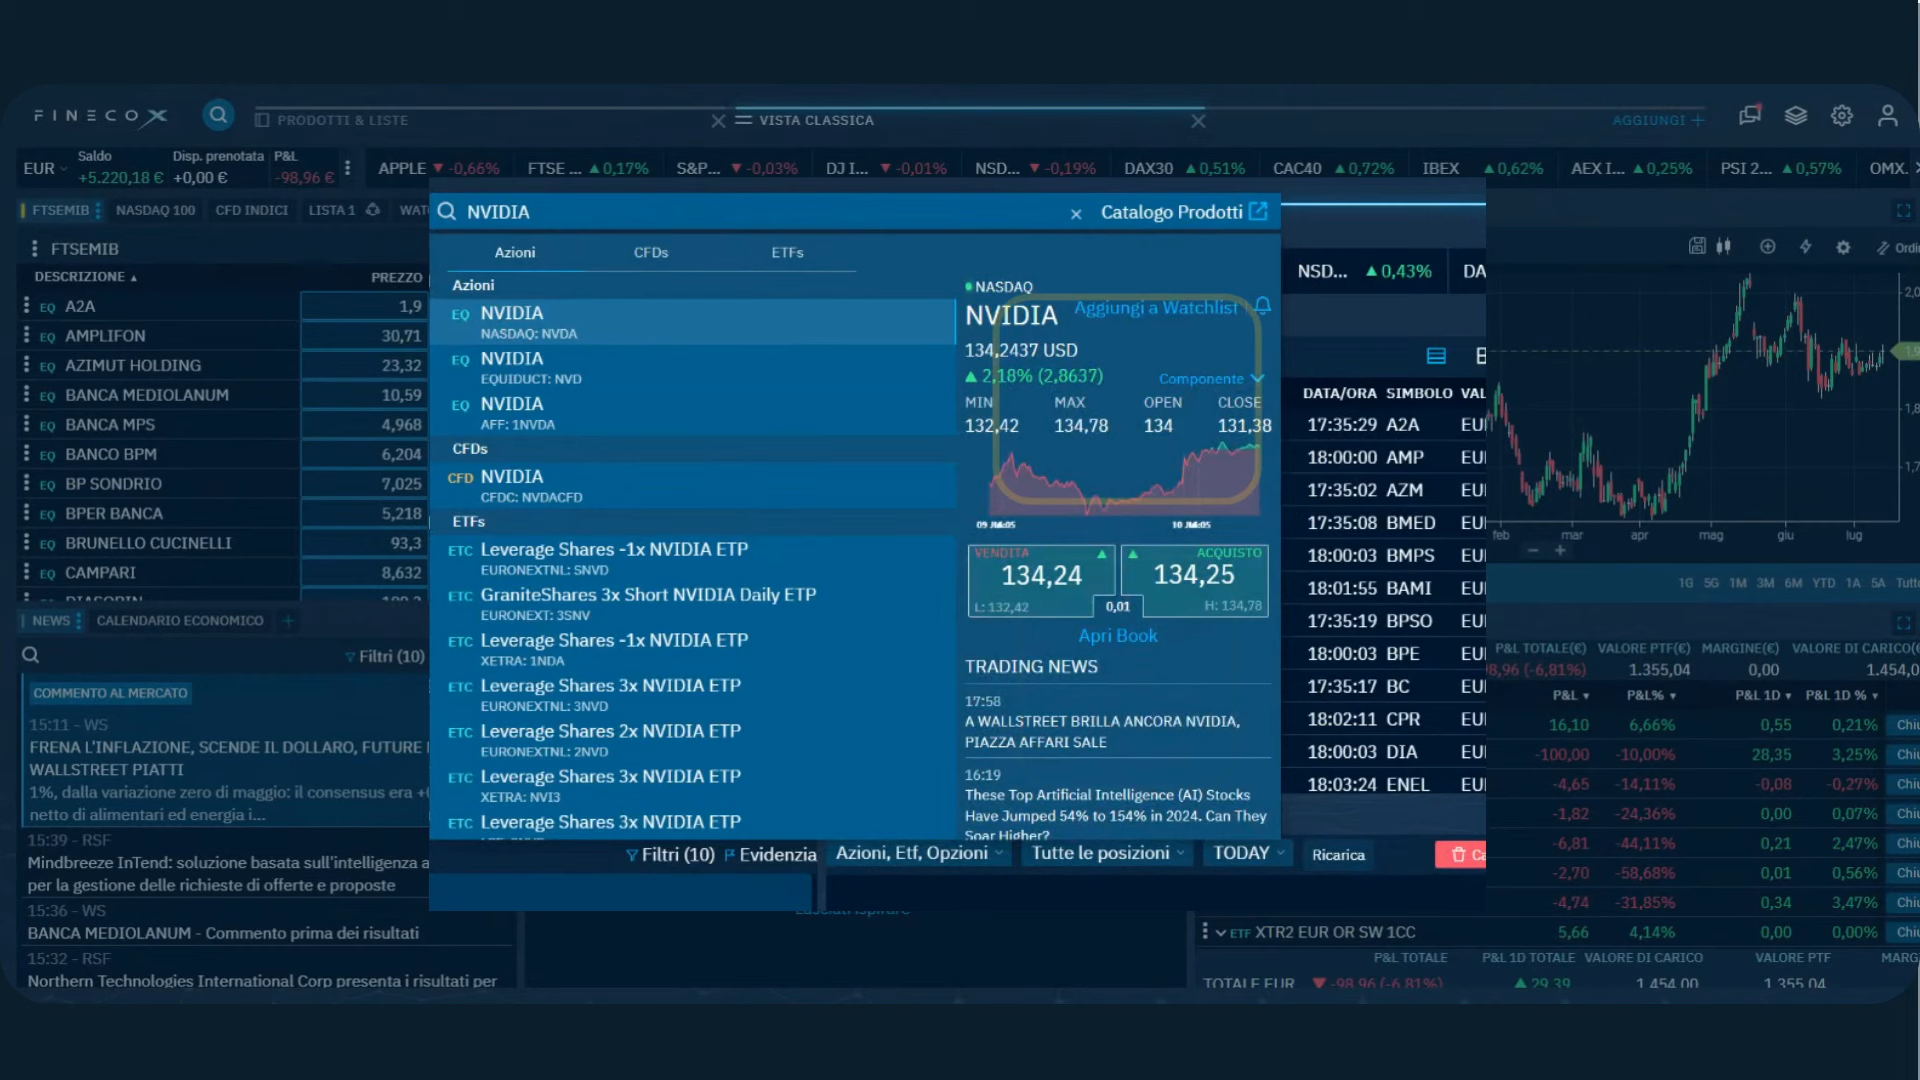 FINECO X
PRODOTTI & LISTE
VISTA CLASSICA
AGGIUNGI +
EUR
Saldo
+5.220,18 €
Disp. prenotata
+0,00 €
P&L
-98,96 €
APPLE ▼ -0,66%
FTSE ... ▲ 0,17%
S&P... ▼ -0,03%
DJ I... ▼ -0,01%
NSD... ▼ -0,19%
DAX30 ▲ 0,51%
CAC40 ▲ 0,72%
IBEX ▲ 0,62%
AEX I... ▲ 0,25%
PSI 2... ▲ 0,57%
OMX.
FTSEMIB
NASDAQ 100
CFD INDICI
LISTA 1
FTSEMIB
DESCRIZIONE ▲ PREZZO
EQ A2A 1,9
EQ AMPLIFON 30,71
EQ AZIMUT HOLDING 23,32
EQ BANCA MEDIOLANUM 10,59
EQ BANCA MPS 4,968
EQ BANCO BPM 6,204
EQ BP SONDRIO 7,025
EQ BPER BANCA 5,218
EQ BRUNELLO CUCINELLI 93,3
EQ CAMPARI 8,632
NEWS
CALENDARIO ECONOMICO +
Filtri (10)
COMMENTO AL MERCATO
15:11 - WS
FRENA L'INFLAZIONE, SCENDE IL DOLLARO, FUTURE
WALLSTREET PIATTI
1%, dalla variazione zero di maggio: il consensus era
netto di alimentari ed energia i...
15:39 - RSF
Mindbreeze InTend: soluzione basata sull'intelligenza a
per la gestione delle richieste di offerte e proposte
15:36 - WS
BANCA MEDIOLANUM - Commento prima dei risultati
15:32 - RSF
Northern Technologies International Corp presenta i risultati per
NVIDIA
× Catalogo Prodotti
Azioni CFDs ETFs
Azioni
EQ NVIDIA
NASDAQ: NVDA
EQ NVIDIA
EQUIDUCT: NVD
EQ NVIDIA
AFF: 1NVDA
CFDs
CFD NVIDIA
CFDC: NVDACFD
ETFs
ETC Leverage Shares -1x NVIDIA ETP
EURONEXTNL: SNVD
ETC GraniteShares 3x Short NVIDIA Daily ETP
EURONEXT: 3SNV
ETC Leverage Shares -1x NVIDIA ETP
XETRA: 1NDA
ETC Leverage Shares 3x NVIDIA ETP
EURONEXTNL: 3NVD
ETC Leverage Shares 2x NVIDIA ETP
EURONEXTNL: 2NVD
ETC Leverage Shares 3x NVIDIA ETP
XETRA: NVI3
ETC Leverage Shares 3x NVIDIA ETP
NASDAQ
NVIDIA
Aggiungi a Watchlist
134,2437 USD
▲ 2,18% (2,8637)
Componente
MIN MAX OPEN CLOSE
132,42 134,78 134 131,38
VENDITA ▲
134,24
L: 132,42
▲ ACQUISTO
134,25
H: 134,78
0,01
Apri Book
TRADING NEWS
17:58
A WALLSTREET BRILLA ANCORA NVIDIA,
PIAZZA AFFARI SALE
16:19
These Top Artificial Intelligence (AI) Stocks
Have Jumped 54% to 154% in 2024. Can They
Soar Higher?
Filtri (10)
Evidenzia
Azioni, Etf, Opzioni
Tutte le posizioni
TODAY
Ricarica
NSD... ▲ 0,43%
DATA/ORA SIMBOLO VAL
17:35:29 A2A
18:00:00 AMP
17:35:02 AZM
17:35:08 BMED
18:00:03 BMPS
18:01:55 BAMI
17:35:19 BPSO
18:00:03 BPE
17:35:17 BC
18:02:11 CPR
18:00:03 DIA
18:03:24 ENEL
feb mar apr mag giu lug
1G 5G 1M 3M 6M YTD 1A 5A
P&L TOTALE(€) VALORE PTF(€) MARGINE(€) VALORE DI CARICO(€
(-6,81%) 1.355,04 0,00
P&L ▼ P&L% ▼ P&L 1D ▼ P&L 1D % ▼
16,10 6,66% 0,55 0,21%
-100,00 -10,00% 28,35 3,25%
-4,65 -14,11% -0,08 -0,27%
-1,82 -24,36% 0,00 0,07%
-6,81 -44,11% 0,21 2,47%
-2,70 -58,68% 0,01 0,56%
-4,74 -31,85% 0,34 3,47%
ETF XTR2 EUR OR SW 1CC 5,66 4,14% 0,00 0,00%
P&L TOTALE P&L 1D TOTALE VALORE DI CARICO VALORE PTF
TOTALE EUR ▼ -98,96 (-6,81%) ▲ 29,39 1.454,00 1.355,04